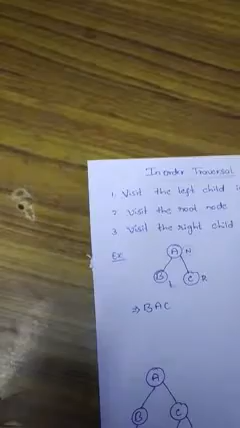 Inorder Traversal
1. Visit the left child
2. Visit the root node
3. Visit the right child
Ex:
A N
B L C R
⇒ BAC
A
B C